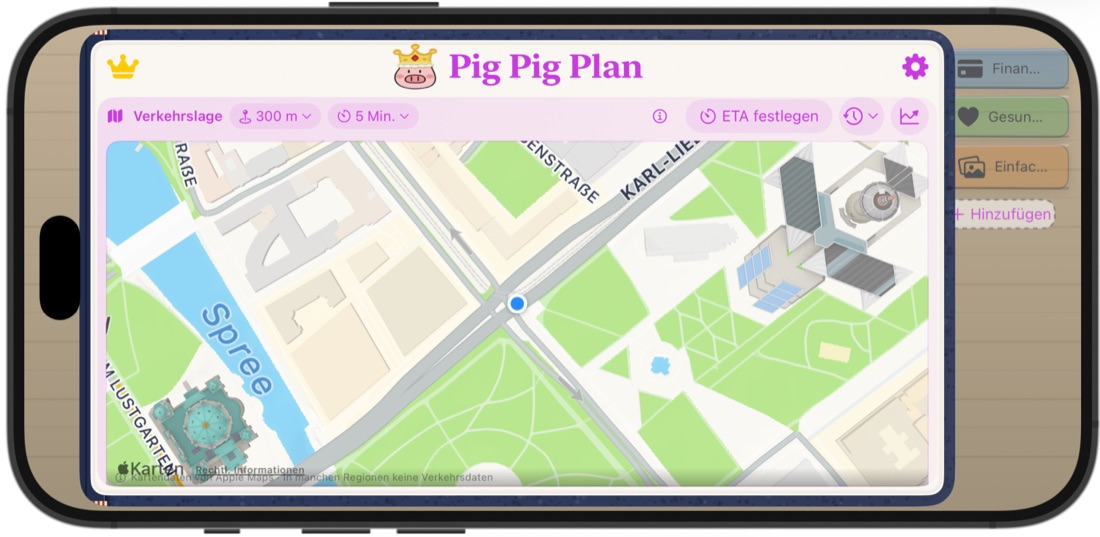 Pig Pig Plan
Finan...
Verkehrslage
300 m
5 Min.
ETA festlegen
Gesun...
Einfac...
+ Hinzufügen
RAßE
ENSTRAßE
KARL-LIE
Spree
M LUSTGARTEN
Karten
Rechtl. Informationen
Kartendaten von Apple Maps · In manchen Regionen keine Verkehrsdaten